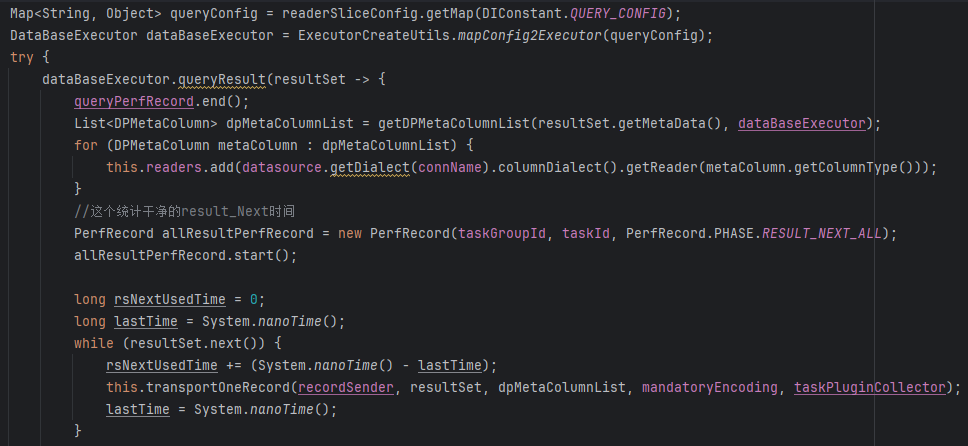 Map<String, Object> queryConfig = readerSliceConfig.getMap(DIConstant.QUERY_CONFIG);
DataBaseExecutor dataBaseExecutor = ExecutorCreateUtils.mapConfig2Executor(queryConfig);
try {
    dataBaseExecutor.queryResult(resultSet -> {
        queryPerfRecord.end();
        List<DPMetaColumn> dpMetaColumnList = getDPMetaColumnList(resultSet.getMetaData(), dataBaseExecutor);
        for (DPMetaColumn metaColumn : dpMetaColumnList) {
            this.readers.add(datasource.getDialect(connName).columnDialect().getReader(metaColumn.getColumnType()));
        }
        //这个统计干净的result_Next时间
        PerfRecord allResultPerfRecord = new PerfRecord(taskGroupId, taskId, PerfRecord.PHASE.RESULT_NEXT_ALL);
        allResultPerfRecord.start();

        long rsNextUsedTime = 0;
        long lastTime = System.nanoTime();
        while (resultSet.next()) {
            rsNextUsedTime += (System.nanoTime() - lastTime);
            this.transportOneRecord(recordSender, resultSet, dpMetaColumnList, mandatoryEncoding, taskPluginCollector);
            lastTime = System.nanoTime();
        }